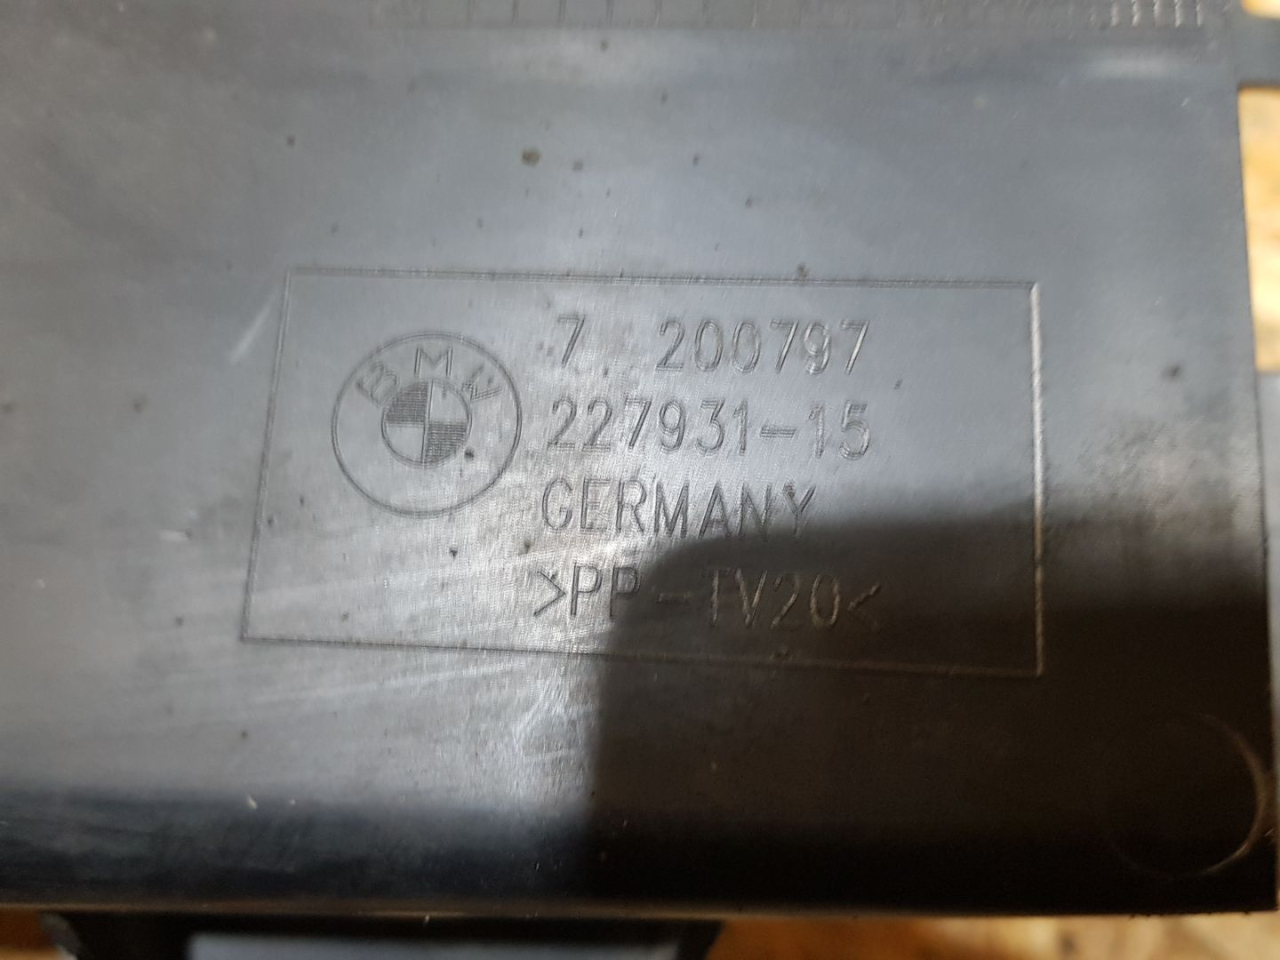 BMW
7 200797
227931-15
GERMANY
>PP-TV20<